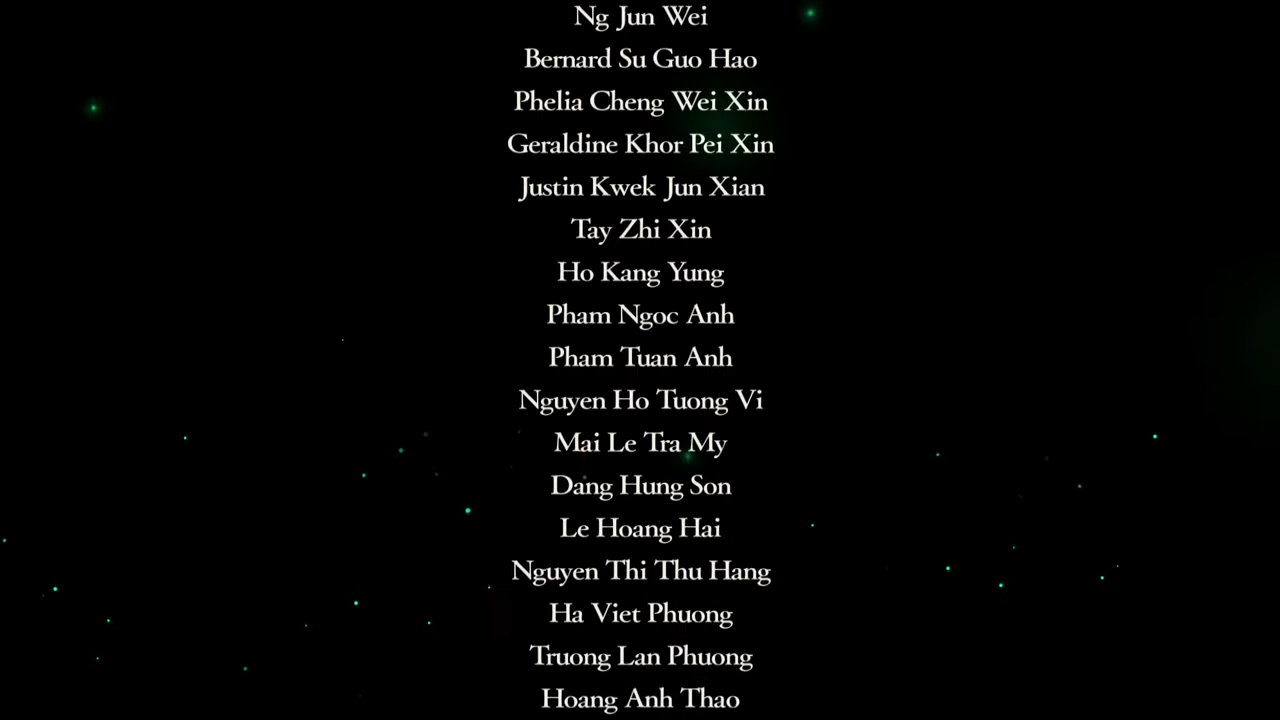 Ng Jun Wei
Bernard Su Guo Hao
Phelia Cheng Wei Xin
Geraldine Khor Pei Xin
Justin Kwek Jun Xian
Tay Zhi Xin
Ho Kang Yung
Pham Ngoc Anh
Pham Tuan Anh
Nguyen Ho Tuong Vi
Mai Le Tra My
Dang Hung Son
Le Hoang Hai
Nguyen Thi Thu Hang
Ha Viet Phuong
Truong Lan Phuong
Hoang Anh Thao